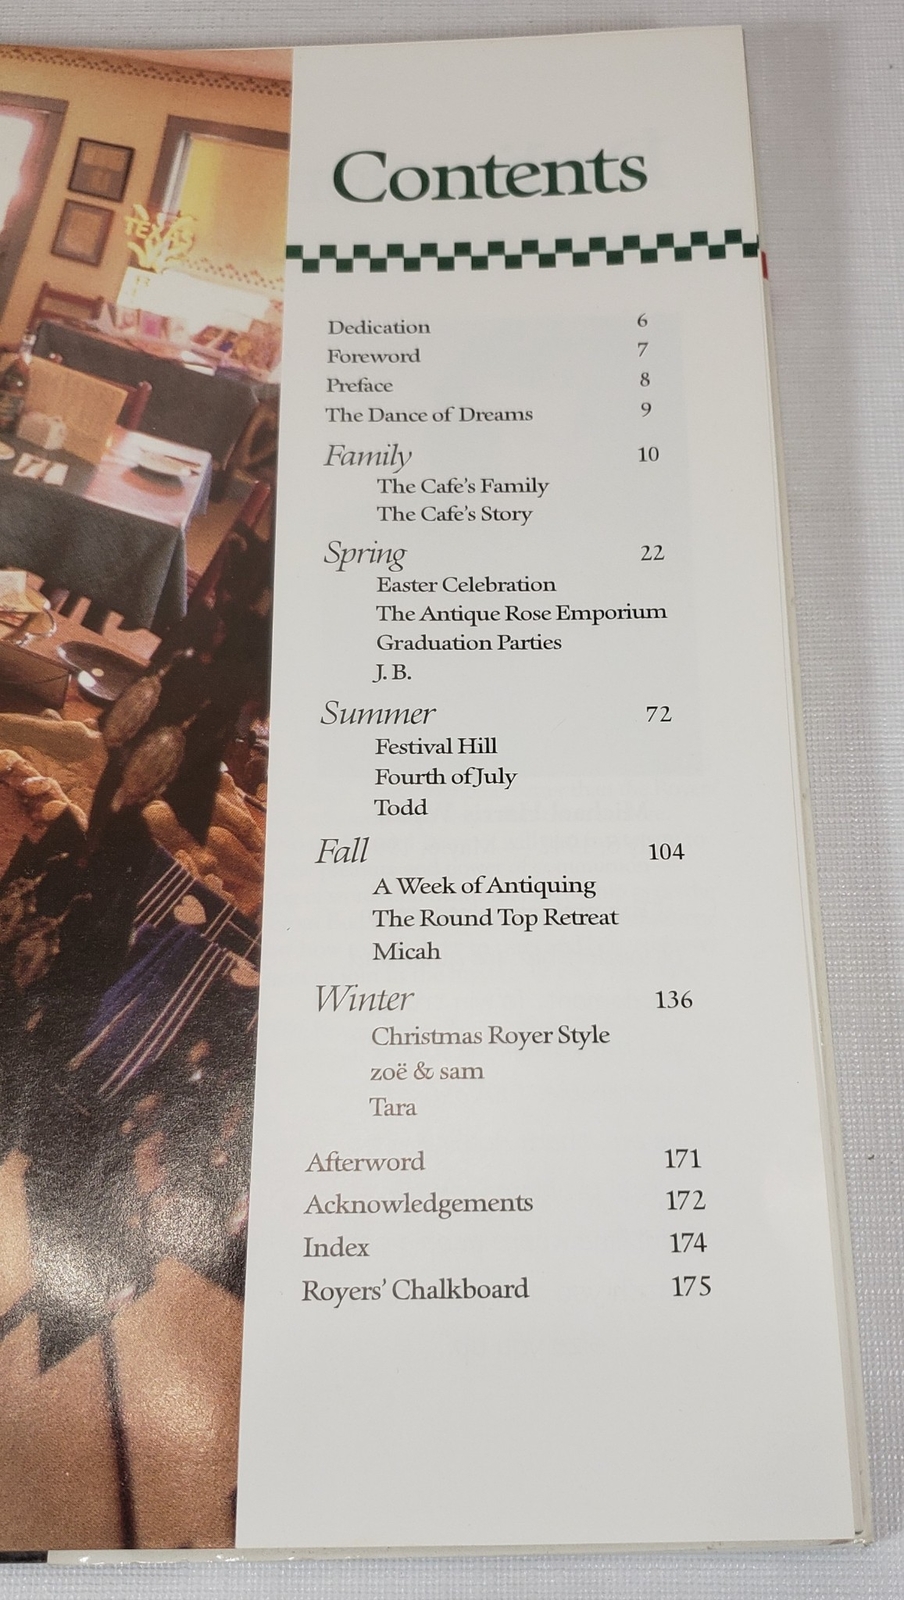 TEXAS
Contents
Dedication 6
Foreword 7
Preface 8
The Dance of Dreams 9
Family 10
The Cafe's Family
The Cafe's Story
Spring 22
Easter Celebration
The Antique Rose Emporium
Graduation Parties
J. B.
Summer 72
Festival Hill
Fourth of July
Todd
Fall 104
A Week of Antiquing
The Round Top Retreat
Micah
Winter 136
Christmas Royer Style
zoë & sam
Tara
Afterword 171
Acknowledgements 172
Index 174
Royers' Chalkboard 175